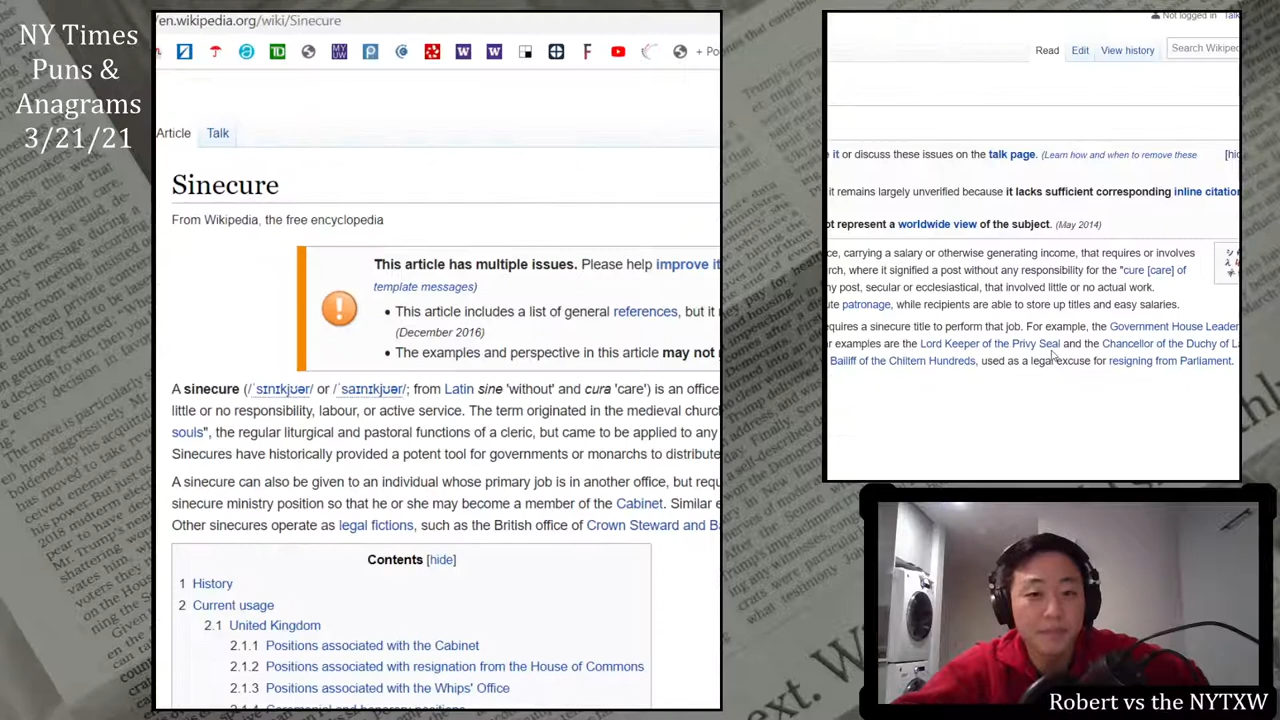 NY Times
Puns &
Anagrams
3/21/21
/en.wikipedia.org/wiki/Sinecure
TD
MY UW
W
W
F
+ Po
Article
Talk
Sinecure
From Wikipedia, the free encyclopedia
This article has multiple issues. Please help improve it
template messages)
• This article includes a list of general references, but it
(December 2016)
• The examples and perspective in this article may not
A sinecure (/ˈsɪnɪkjʊər/ or /ˈsaɪnɪkjʊər/; from Latin sine 'without' and cura 'care') is an office
little or no responsibility, labour, or active service. The term originated in the medieval churc
souls", the regular liturgical and pastoral functions of a cleric, but came to be applied to any
Sinecures have historically provided a potent tool for governments or monarchs to distribute
A sinecure can also be given to an individual whose primary job is in another office, but requ
sinecure ministry position so that he or she may become a member of the Cabinet. Similar e
Other sinecures operate as legal fictions, such as the British office of Crown Steward and Ba
Contents [hide]
1 History
2 Current usage
2.1 United Kingdom
2.1.1 Positions associated with the Cabinet
2.1.2 Positions associated with resignation from the House of Commons
2.1.3 Positions associated with the Whips' Office
Not logged in Talk
Read
Edit
View history
Search Wikiped
it or discuss these issues on the talk page. (Learn how and when to remove these
[hid
it remains largely unverified because it lacks sufficient corresponding inline citatio
ot represent a worldwide view of the subject. (May 2014)
ce, carrying a salary or otherwise generating income, that requires or involves
rch, where it signified a post without any responsibility for the "cure [care] of
ny post, secular or ecclesiastical, that involved little or no actual work.
ute patronage, while recipients are able to store up titles and easy salaries.
equires a sinecure title to perform that job. For example, the Government House Leader
r examples are the Lord Keeper of the Privy Seal and the Chancellor of the Duchy of La
Bailiff of the Chiltern Hundreds, used as a legal excuse for resigning from Parliament.
Robert vs the NYTXW